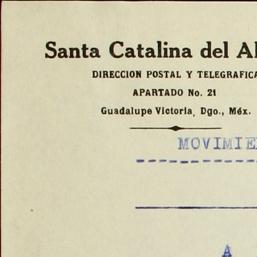 Santa Catalina del Al
DIRECCION POSTAL Y TELEGRAFICA
APARTADO No. 21
Guadalupe Victoria, Dgo., Méx.
MOVIMIE
A